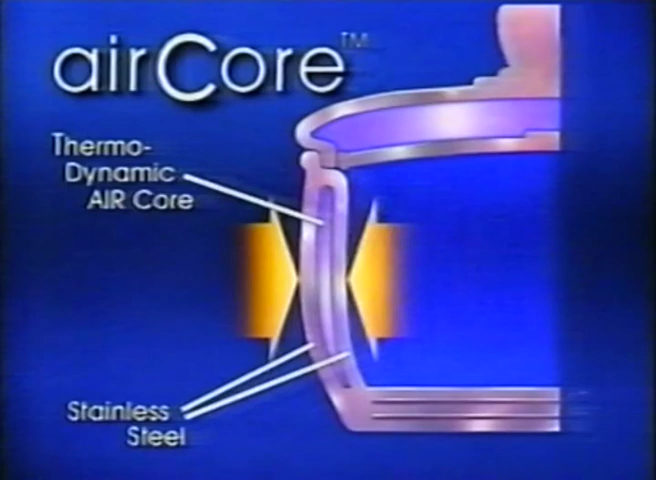 airCore™
Thermo-
Dynamic
AIR Core
Stainless
Steel